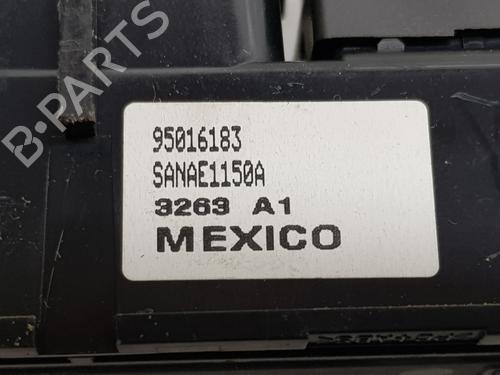 B-PARTS
95016183
SANAE1150A
3263 A1
MEXICO